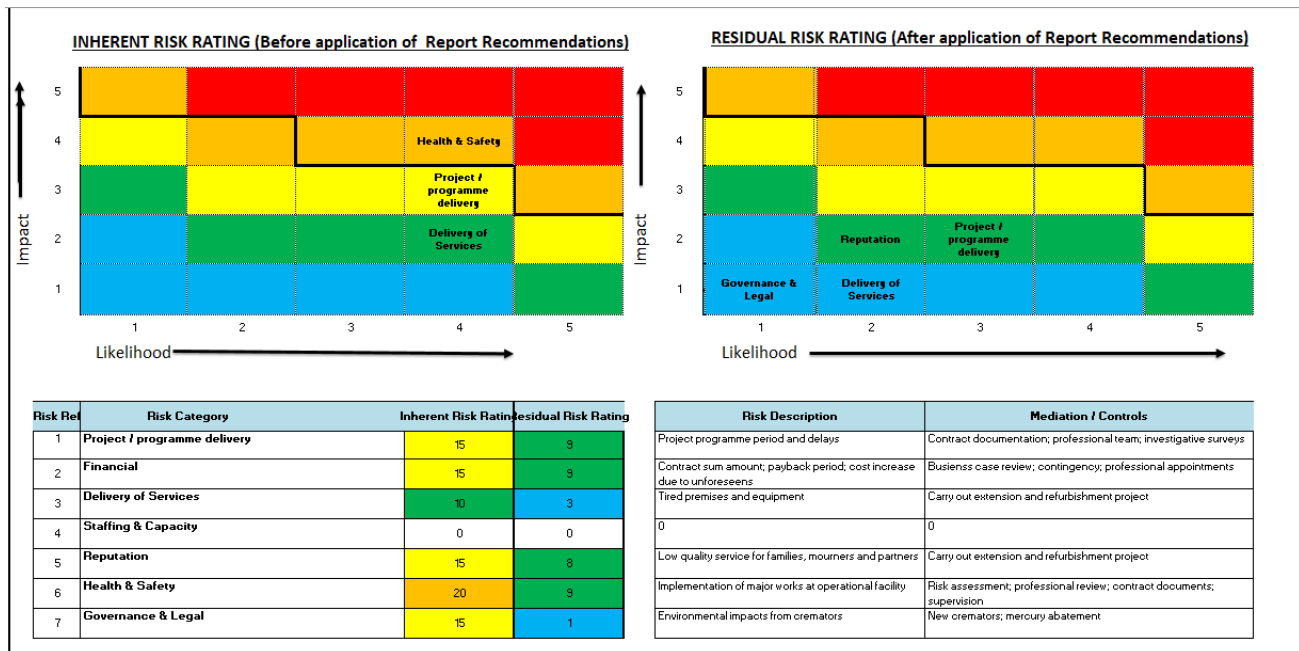 INHERENT RISK RATING (Before application of  Report Recommendations)
5
4
Health & Safety
3
Project /
programme
delivery
Impact
2
Delivery of
Services
1
1 2 3 4 5
Likelihood
RESIDUAL RISK RATING (After application of Report Recommendations)
5
4
3
Impact
2
Reputation
Project /
programme
delivery
1
Governance &
Legal
Delivery of
Services
1 2 3 4 5
Likelihood
Risk Ref Risk Category Inherent Risk Rating Residual Risk Rating
1 Project / programme delivery 15 9
2 Financial 15 9
3 Delivery of Services 10 3
4 Staffing & Capacity 0 0
5 Reputation 15 8
6 Health & Safety 20 9
7 Governance & Legal 15 1
Risk Description Mediation / Controls
Project programme period and delays Contract documentation; professional team; investigative surveys
Contract sum amount; payback period; cost increase Busienss case review; contingency; professional appointments
due to unforeseens
Tired premises and equipment Carry out extension and refurbishment project
0 0
Low quality service for families, mourners and partners Carry out extension and refurbishment project
Implementation of major works at operational facility Risk assessment; professional review; contract documents;
supervision
Environmental impacts from cremators New cremators; mercury abatement